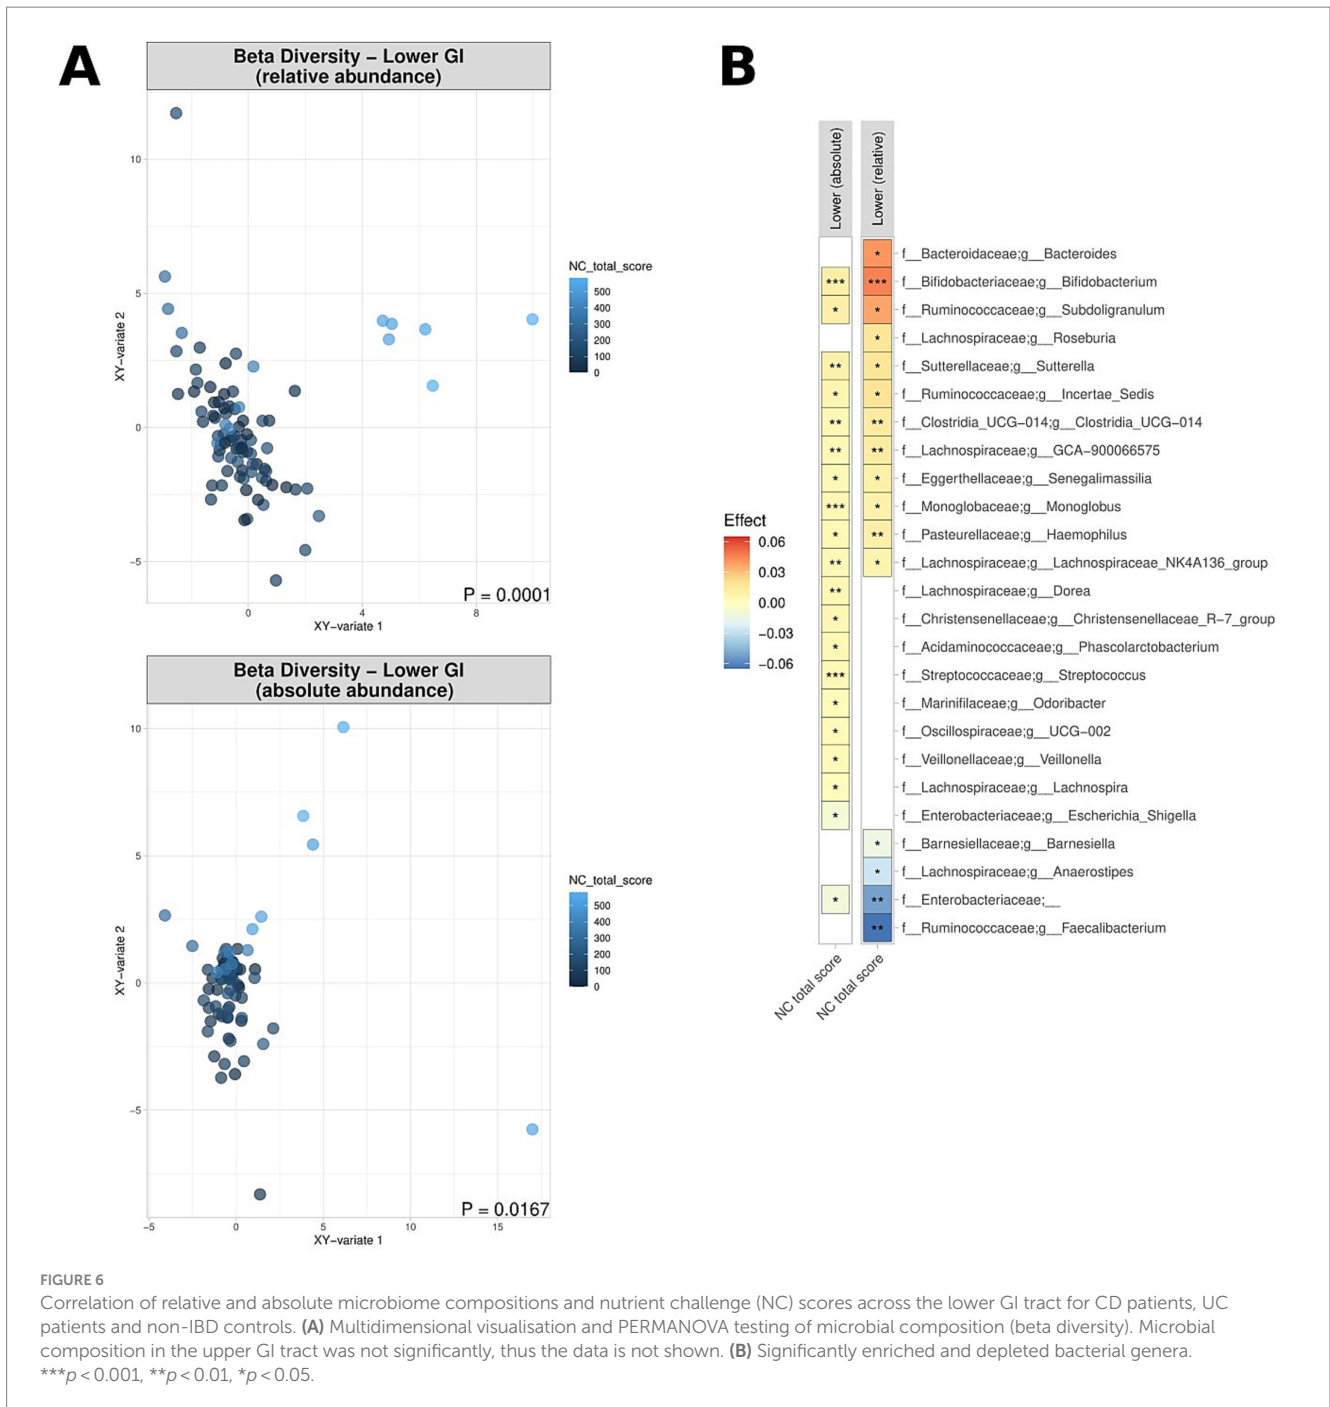 A
Beta Diversity – Lower GI
(relative abundance)
10
5
0
−5
XY−variate 2
0
4
8
XY−variate 1
P = 0.0001
NC_total_score
500
400
300
200
100
0
Beta Diversity – Lower GI
(absolute abundance)
10
5
0
−5
XY−variate 2
−5
0
5
10
15
XY−variate 1
P = 0.0167
NC_total_score
500
400
300
200
100
0
B
Lower (absolute)
Lower (relative)
* f__Bacteroidaceae;g__Bacteroides
*** *** f__Bifidobacteriaceae;g__Bifidobacterium
* * f__Ruminococcaceae;g__Subdoligranulum
* f__Lachnospiraceae;g__Roseburia
** * f__Sutterellaceae;g__Sutterella
* * f__Ruminococcaceae;g__Incertae_Sedis
** ** f__Clostridia_UCG−014;g__Clostridia_UCG−014
** ** f__Lachnospiraceae;g__GCA−900066575
* * f__Eggerthellaceae;g__Senegalimassilia
*** * f__Monoglobaceae;g__Monoglobus
* ** f__Pasteurellaceae;g__Haemophilus
** * f__Lachnospiraceae;g__Lachnospiraceae_NK4A136_group
** f__Lachnospiraceae;g__Dorea
* f__Christensenellaceae;g__Christensenellaceae_R−7_group
* f__Acidaminococcaceae;g__Phascolarctobacterium
*** f__Streptococcaceae;g__Streptococcus
* f__Marinifilaceae;g__Odoribacter
* f__Oscillospiraceae;g__UCG−002
* f__Veillonellaceae;g__Veillonella
* f__Lachnospiraceae;g__Lachnospira
* f__Enterobacteriaceae;g__Escherichia_Shigella
* f__Barnesiellaceae;g__Barnesiella
* f__Lachnospiraceae;g__Anaerostipes
* ** f__Enterobacteriaceae;__
** f__Ruminococcaceae;g__Faecalibacterium
NC total score
NC total score
Effect
0.06
0.03
0.00
−0.03
−0.06
FIGURE 6
Correlation of relative and absolute microbiome compositions and nutrient challenge (NC) scores across the lower GI tract for CD patients, UC
patients and non-IBD controls. (A) Multidimensional visualisation and PERMANOVA testing of microbial composition (beta diversity). Microbial
composition in the upper GI tract was not significantly, thus the data is not shown. (B) Significantly enriched and depleted bacterial genera.
***p < 0.001, **p < 0.01, *p < 0.05.